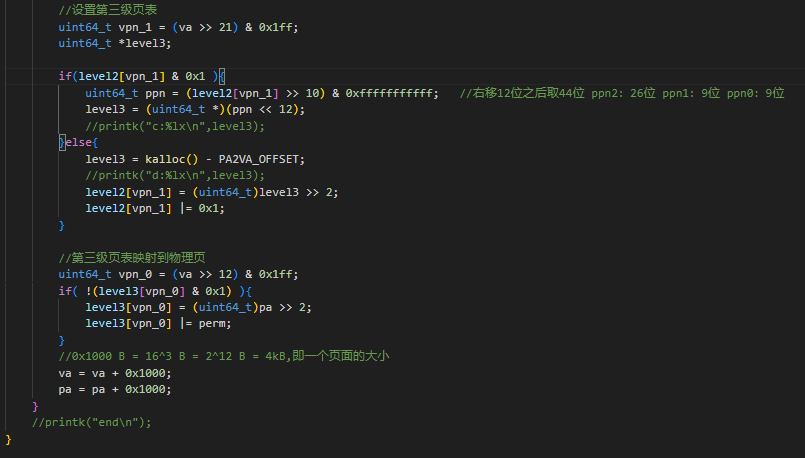 //设置第三级页表
uint64_t vpn_1 = (va >> 21) & 0x1ff;
uint64_t *level3;
if(level2[vpn_1] & 0x1 ){
uint64_t ppn = (level2[vpn_1] >> 10) & 0xfffffffffff;   //右移12位之后取44位 ppn2：26位 ppn1：9位 ppn0：9位
level3 = (uint64_t *)(ppn << 12);
//printk("c:%lx\n",level3);
}else{
level3 = kalloc() - PA2VA_OFFSET;
//printk("d:%lx\n",level3);
level2[vpn_1] = (uint64_t)level3 >> 2;
level2[vpn_1] |= 0x1;
}
//第三级页表映射到物理页
uint64_t vpn_0 = (va >> 12) & 0x1ff;
if( !(level3[vpn_0] & 0x1) ){
level3[vpn_0] = (uint64_t)pa >> 2;
level3[vpn_0] |= perm;
}
//0x1000 B = 16^3 B = 2^12 B = 4kB,即一个页面的大小
va = va + 0x1000;
pa = pa + 0x1000;
}
//printk("end\n");
}